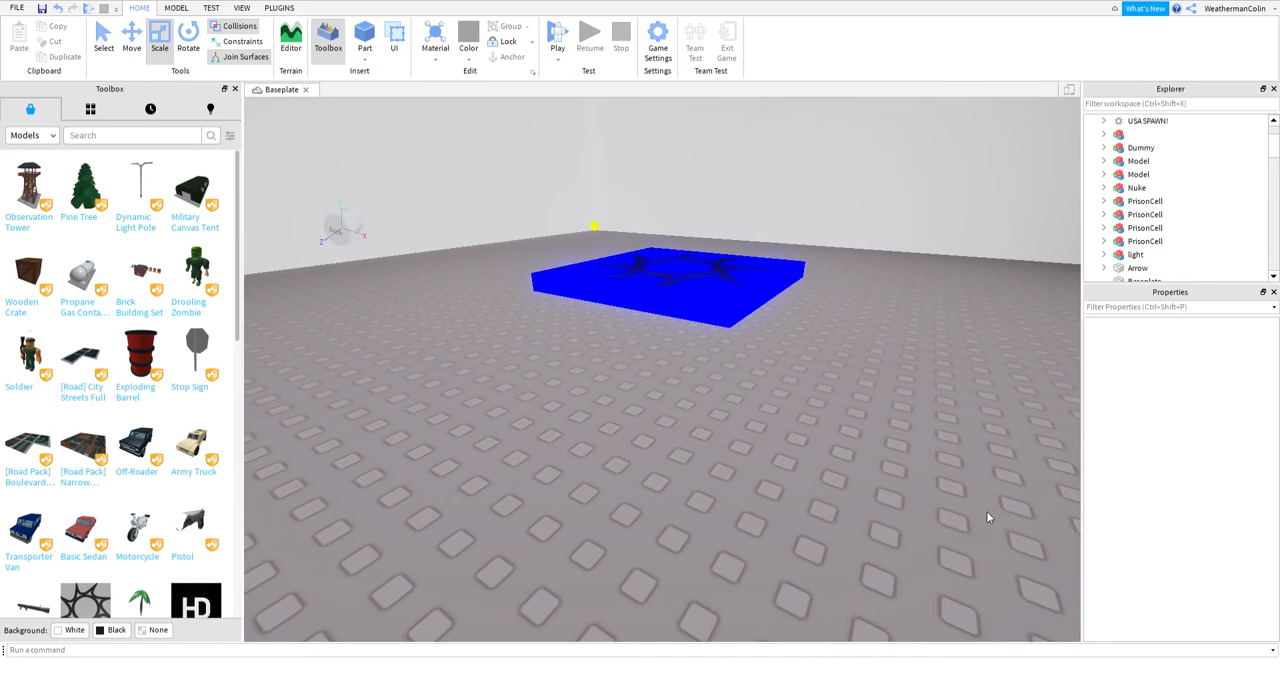 FILE HOME MODEL TEST VIEW PLUGINS What's New WeathermanColin
Paste Copy Cut Duplicate
Clipboard
Select Move Scale Rotate Collisions Constraints Join Surfaces
Tools
Editor
Terrain
Toolbox Part UI
Insert
Material Color Group Lock Anchor
Edit
Play Resume Stop
Test
Game Settings
Settings
Team Test Exit Game
Team Test
Toolbox
Models Search
Observation Tower
Pine Tree
Dynamic Light Pole
Military Canvas Tent
Wooden Crate
Propane Gas Conta...
Brick Building Set
Drooling Zombie
Soldier
[Road] City Streets Full
Exploding Barrel
Stop Sign
[Road Pack] Boulevard...
[Road Pack] Narrow...
Off-Roader
Army Truck
Transporter Van
Basic Sedan
Motorcycle
Pistol
HD
Background: White Black None
Baseplate
Back
Y
Z
X
Explorer
Filter workspace (Ctrl+Shift+X)
USA SPAWN!
Dummy
Model
Model
Nuke
PrisonCell
PrisonCell
PrisonCell
PrisonCell
light
Arrow
Baseplate
Properties
Filter Properties (Ctrl+Shift+P)
Run a command